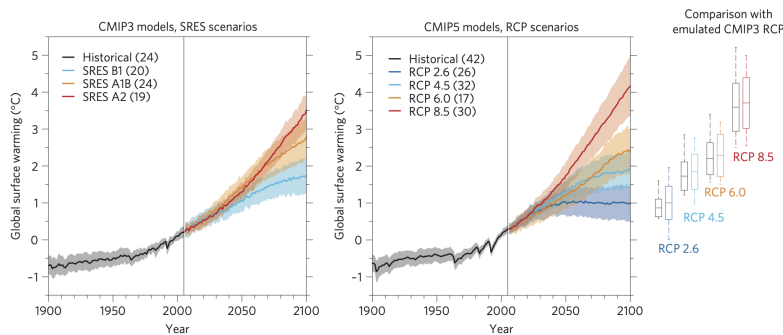 CMIP3 models, SRES scenarios
Global surface warming (°C)
5
4
3
2
1
0
−1
Historical (24)
SRES B1 (20)
SRES A1B (24)
SRES A2 (19)
1900
1950
2000
2050
2100
Year
CMIP5 models, RCP scenarios
Global surface warming (°C)
5
4
3
2
1
0
−1
Historical (42)
RCP 2.6 (26)
RCP 4.5 (32)
RCP 6.0 (17)
RCP 8.5 (30)
1900
1950
2000
2050
2100
Year
Comparison with
emulated CMIP3 RCP
RCP 8.5
RCP 6.0
RCP 4.5
RCP 2.6